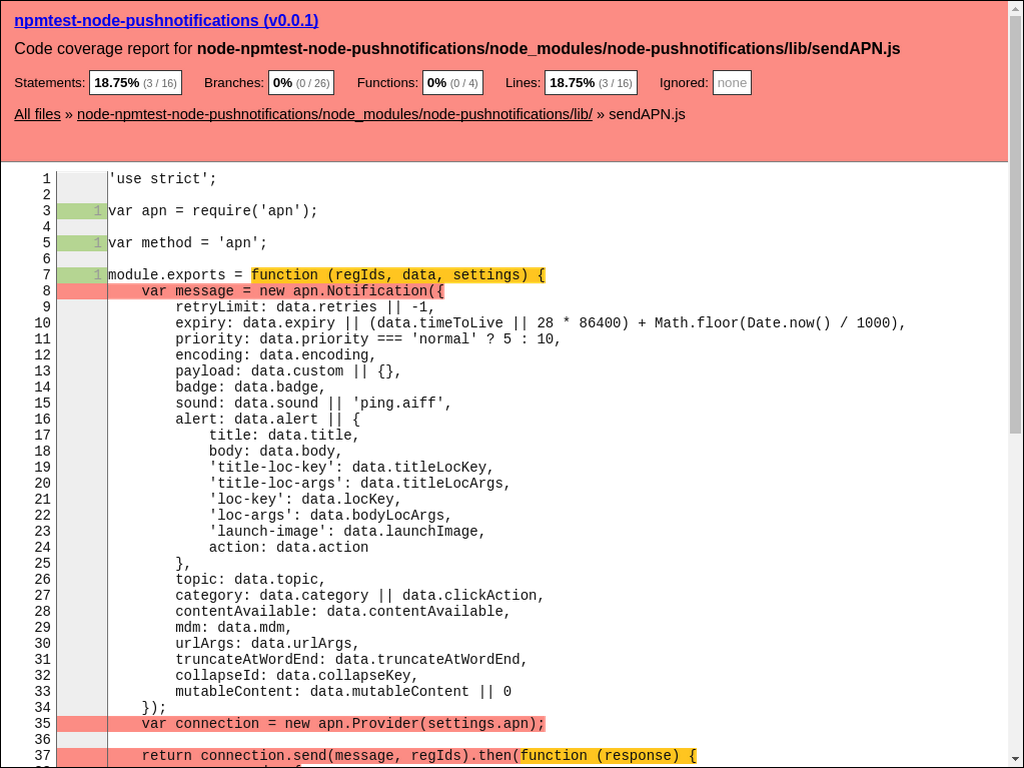 npmtest-node-pushnotifications (v0.0.1)
Code coverage report for node-npmtest-node-pushnotifications/node_modules/node-pushnotifications/lib/sendAPN.js
Statements: 18.75% (3 / 16) Branches: 0% (0 / 26) Functions: 0% (0 / 4) Lines: 18.75% (3 / 16) Ignored: none
All files » node-npmtest-node-pushnotifications/node_modules/node-pushnotifications/lib/ » sendAPN.js
1 'use strict';
2
3 1 var apn = require('apn');
4
5 1 var method = 'apn';
6
7 1 module.exports = function (regIds, data, settings) {
8 var message = new apn.Notification({
9 retryLimit: data.retries || -1,
10 expiry: data.expiry || (data.timeToLive || 28 * 86400) + Math.floor(Date.now() / 1000),
11 priority: data.priority === 'normal' ? 5 : 10,
12 encoding: data.encoding,
13 payload: data.custom || {},
14 badge: data.badge,
15 sound: data.sound || 'ping.aiff',
16 alert: data.alert || {
17 title: data.title,
18 body: data.body,
19 'title-loc-key': data.titleLocKey,
20 'title-loc-args': data.titleLocArgs,
21 'loc-key': data.locKey,
22 'loc-args': data.bodyLocArgs,
23 'launch-image': data.launchImage,
24 action: data.action
25 },
26 topic: data.topic,
27 category: data.category || data.clickAction,
28 contentAvailable: data.contentAvailable,
29 mdm: data.mdm,
30 urlArgs: data.urlArgs,
31 truncateAtWordEnd: data.truncateAtWordEnd,
32 collapseId: data.collapseKey,
33 mutableContent: data.mutableContent || 0
34 });
35 var connection = new apn.Provider(settings.apn);
36
37 return connection.send(message, regIds).then(function (response) {